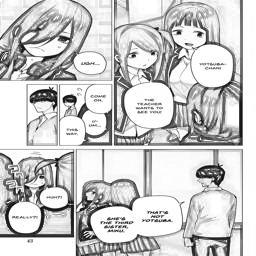 YOTSUBA-
CHAN!
THE
TEACHER
WANTS TO
SEE YOU!
UGH...
COME
ON,
U-
UM...
THIS
WAY.
THAT'S
NOT
YOTSUBA.
SHE'S
THE THIRD
SISTER,
MIKU.
HUH?!
REALLY?!
43